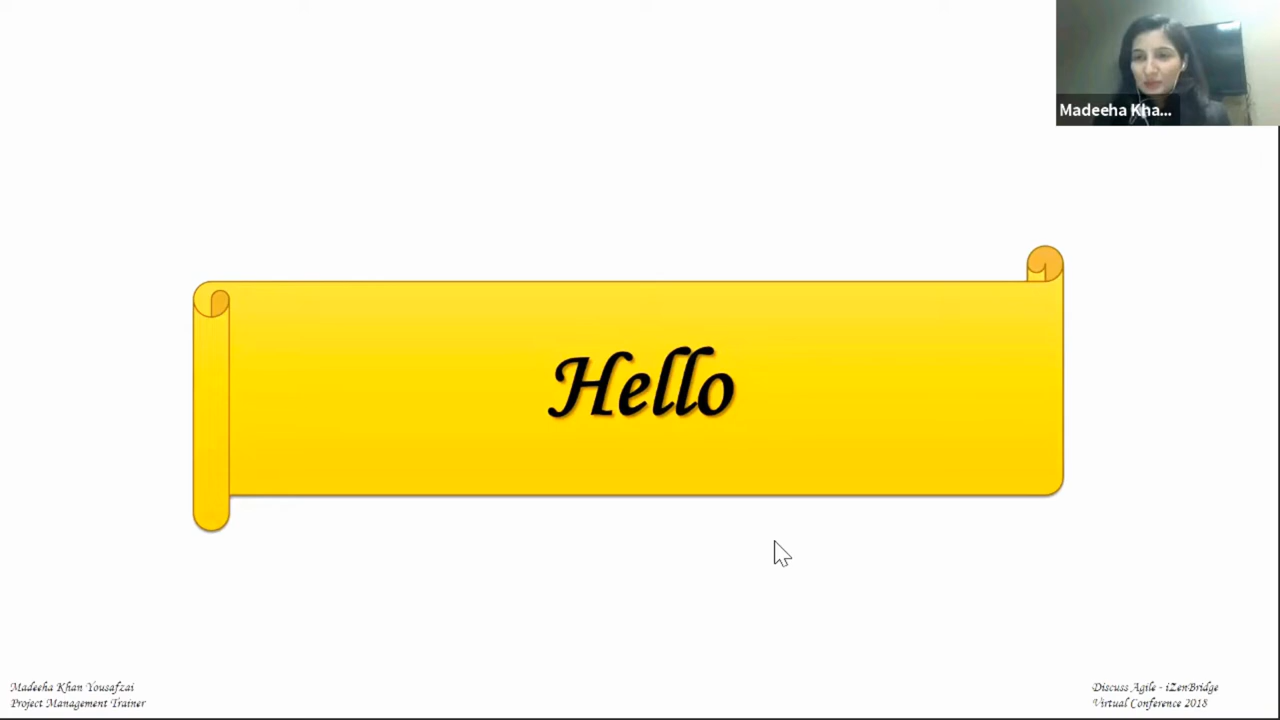 Madeeha Kha...
Hello
Madeeha Khan Yousafzai
Project Management Trainer
Discuss Agile - iZenBridge
Virtual Conference 2018